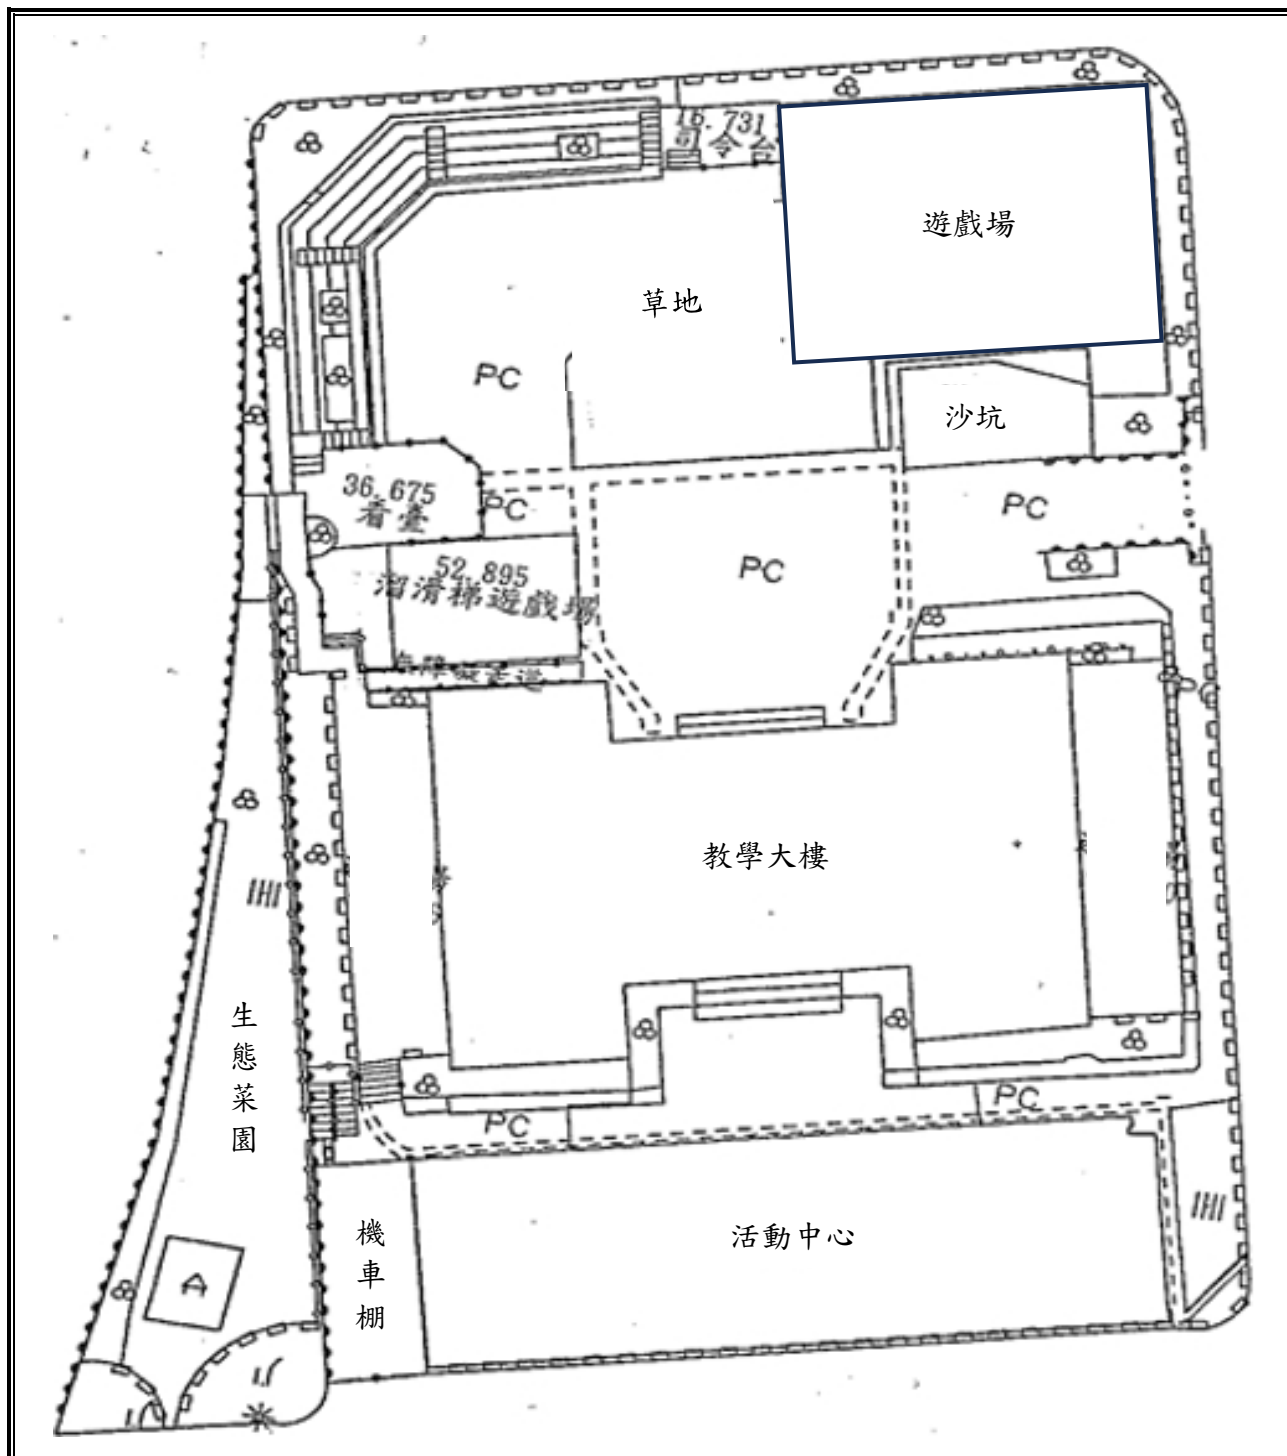 16.731
司令台
遊戲場
草地
PC
沙坑
36.675
看臺
PC
PC
PC
52.895
溜滑梯遊戲場
教學大樓
生態菜園
PC
PC
機車棚
活動中心
A